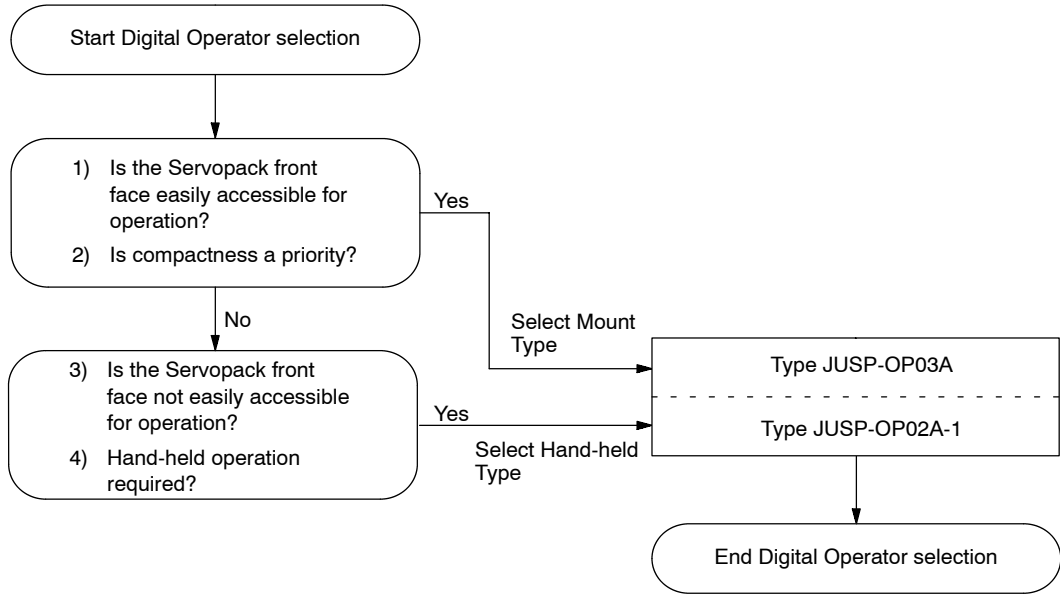 Start Digital Operator selection
1) Is the Servopack front
face easily accessible for
operation?
2) Is compactness a priority?
Yes
No
Select Mount
Type
3) Is the Servopack front
face not easily accessible
for operation?
4) Hand-held operation
required?
Yes
Select Hand-held
Type
Type JUSP-OP03A
Type JUSP-OP02A-1
End Digital Operator selection